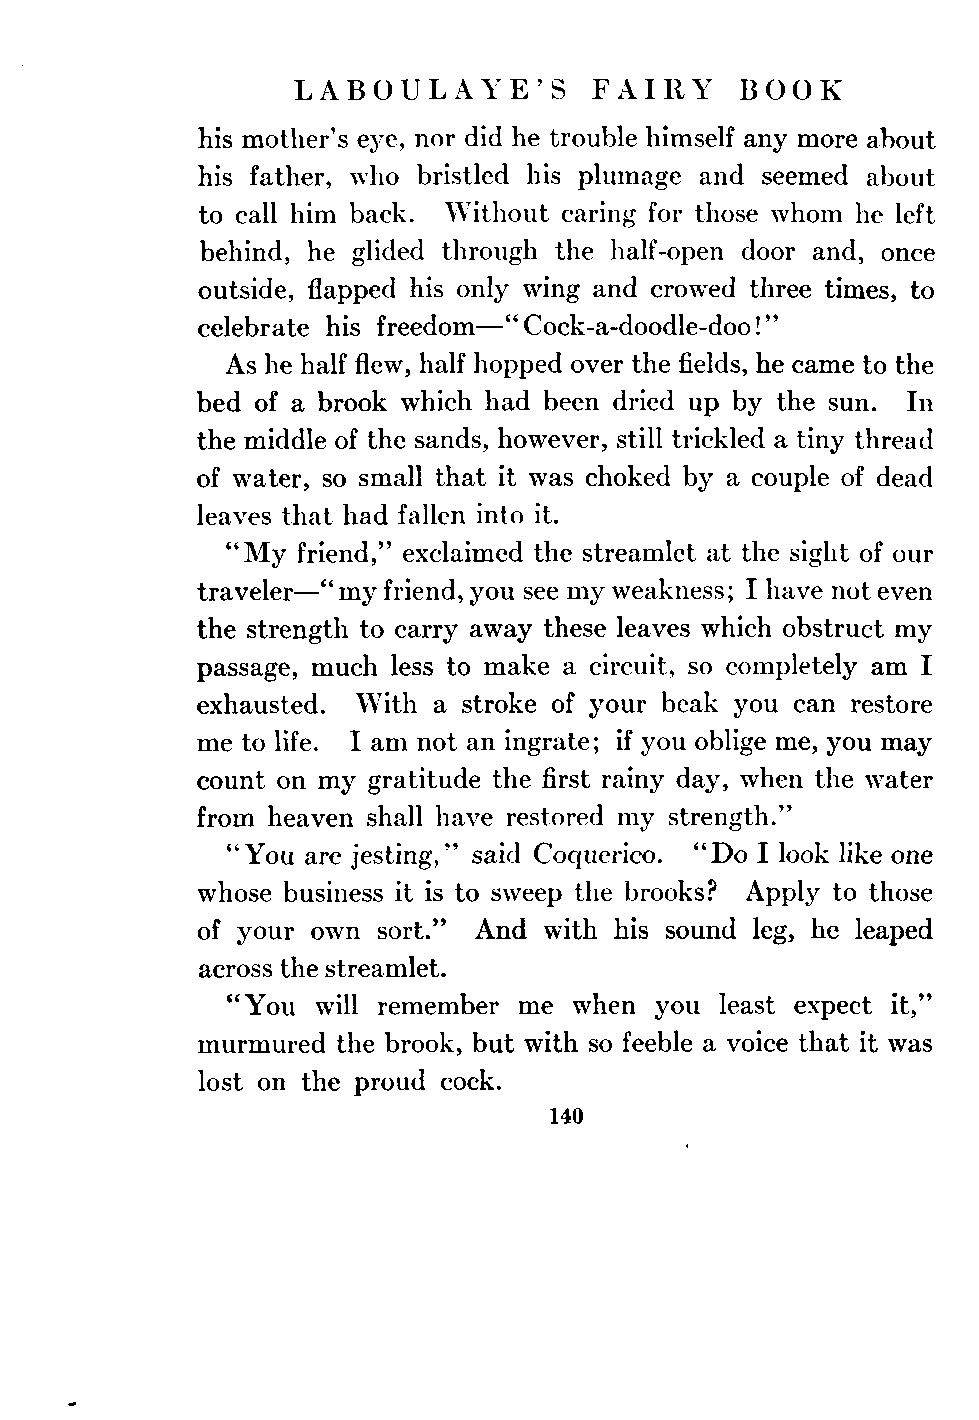 LABOULAYE'S FAIRY BOOK
his mother's eye, nor did he trouble himself any more about
his father, who bristled his plumage and seemed about
to call him back. Without caring for those whom he left
behind, he glided through the half-open door and, once
outside, flapped his only wing and crowed three times, to
celebrate his freedom—"Cock-a-doodle-doo!"
As he half flew, half hopped over the fields, he came to the
bed of a brook which had been dried up by the sun. In
the middle of the sands, however, still trickled a tiny thread
of water, so small that it was choked by a couple of dead
leaves that had fallen into it.
"My friend," exclaimed the streamlet at the sight of our
traveler—"my friend, you see my weakness; I have not even
the strength to carry away these leaves which obstruct my
passage, much less to make a circuit, so completely am I
exhausted. With a stroke of your beak you can restore
me to life. I am not an ingrate; if you oblige me, you may
count on my gratitude the first rainy day, when the water
from heaven shall have restored my strength."
"You are jesting," said Coquerico. "Do I look like one
whose business it is to sweep the brooks? Apply to those
of your own sort." And with his sound leg, he leaped
across the streamlet.
"You will remember me when you least expect it,"
murmured the brook, but with so feeble a voice that it was
lost on the proud cock.
140